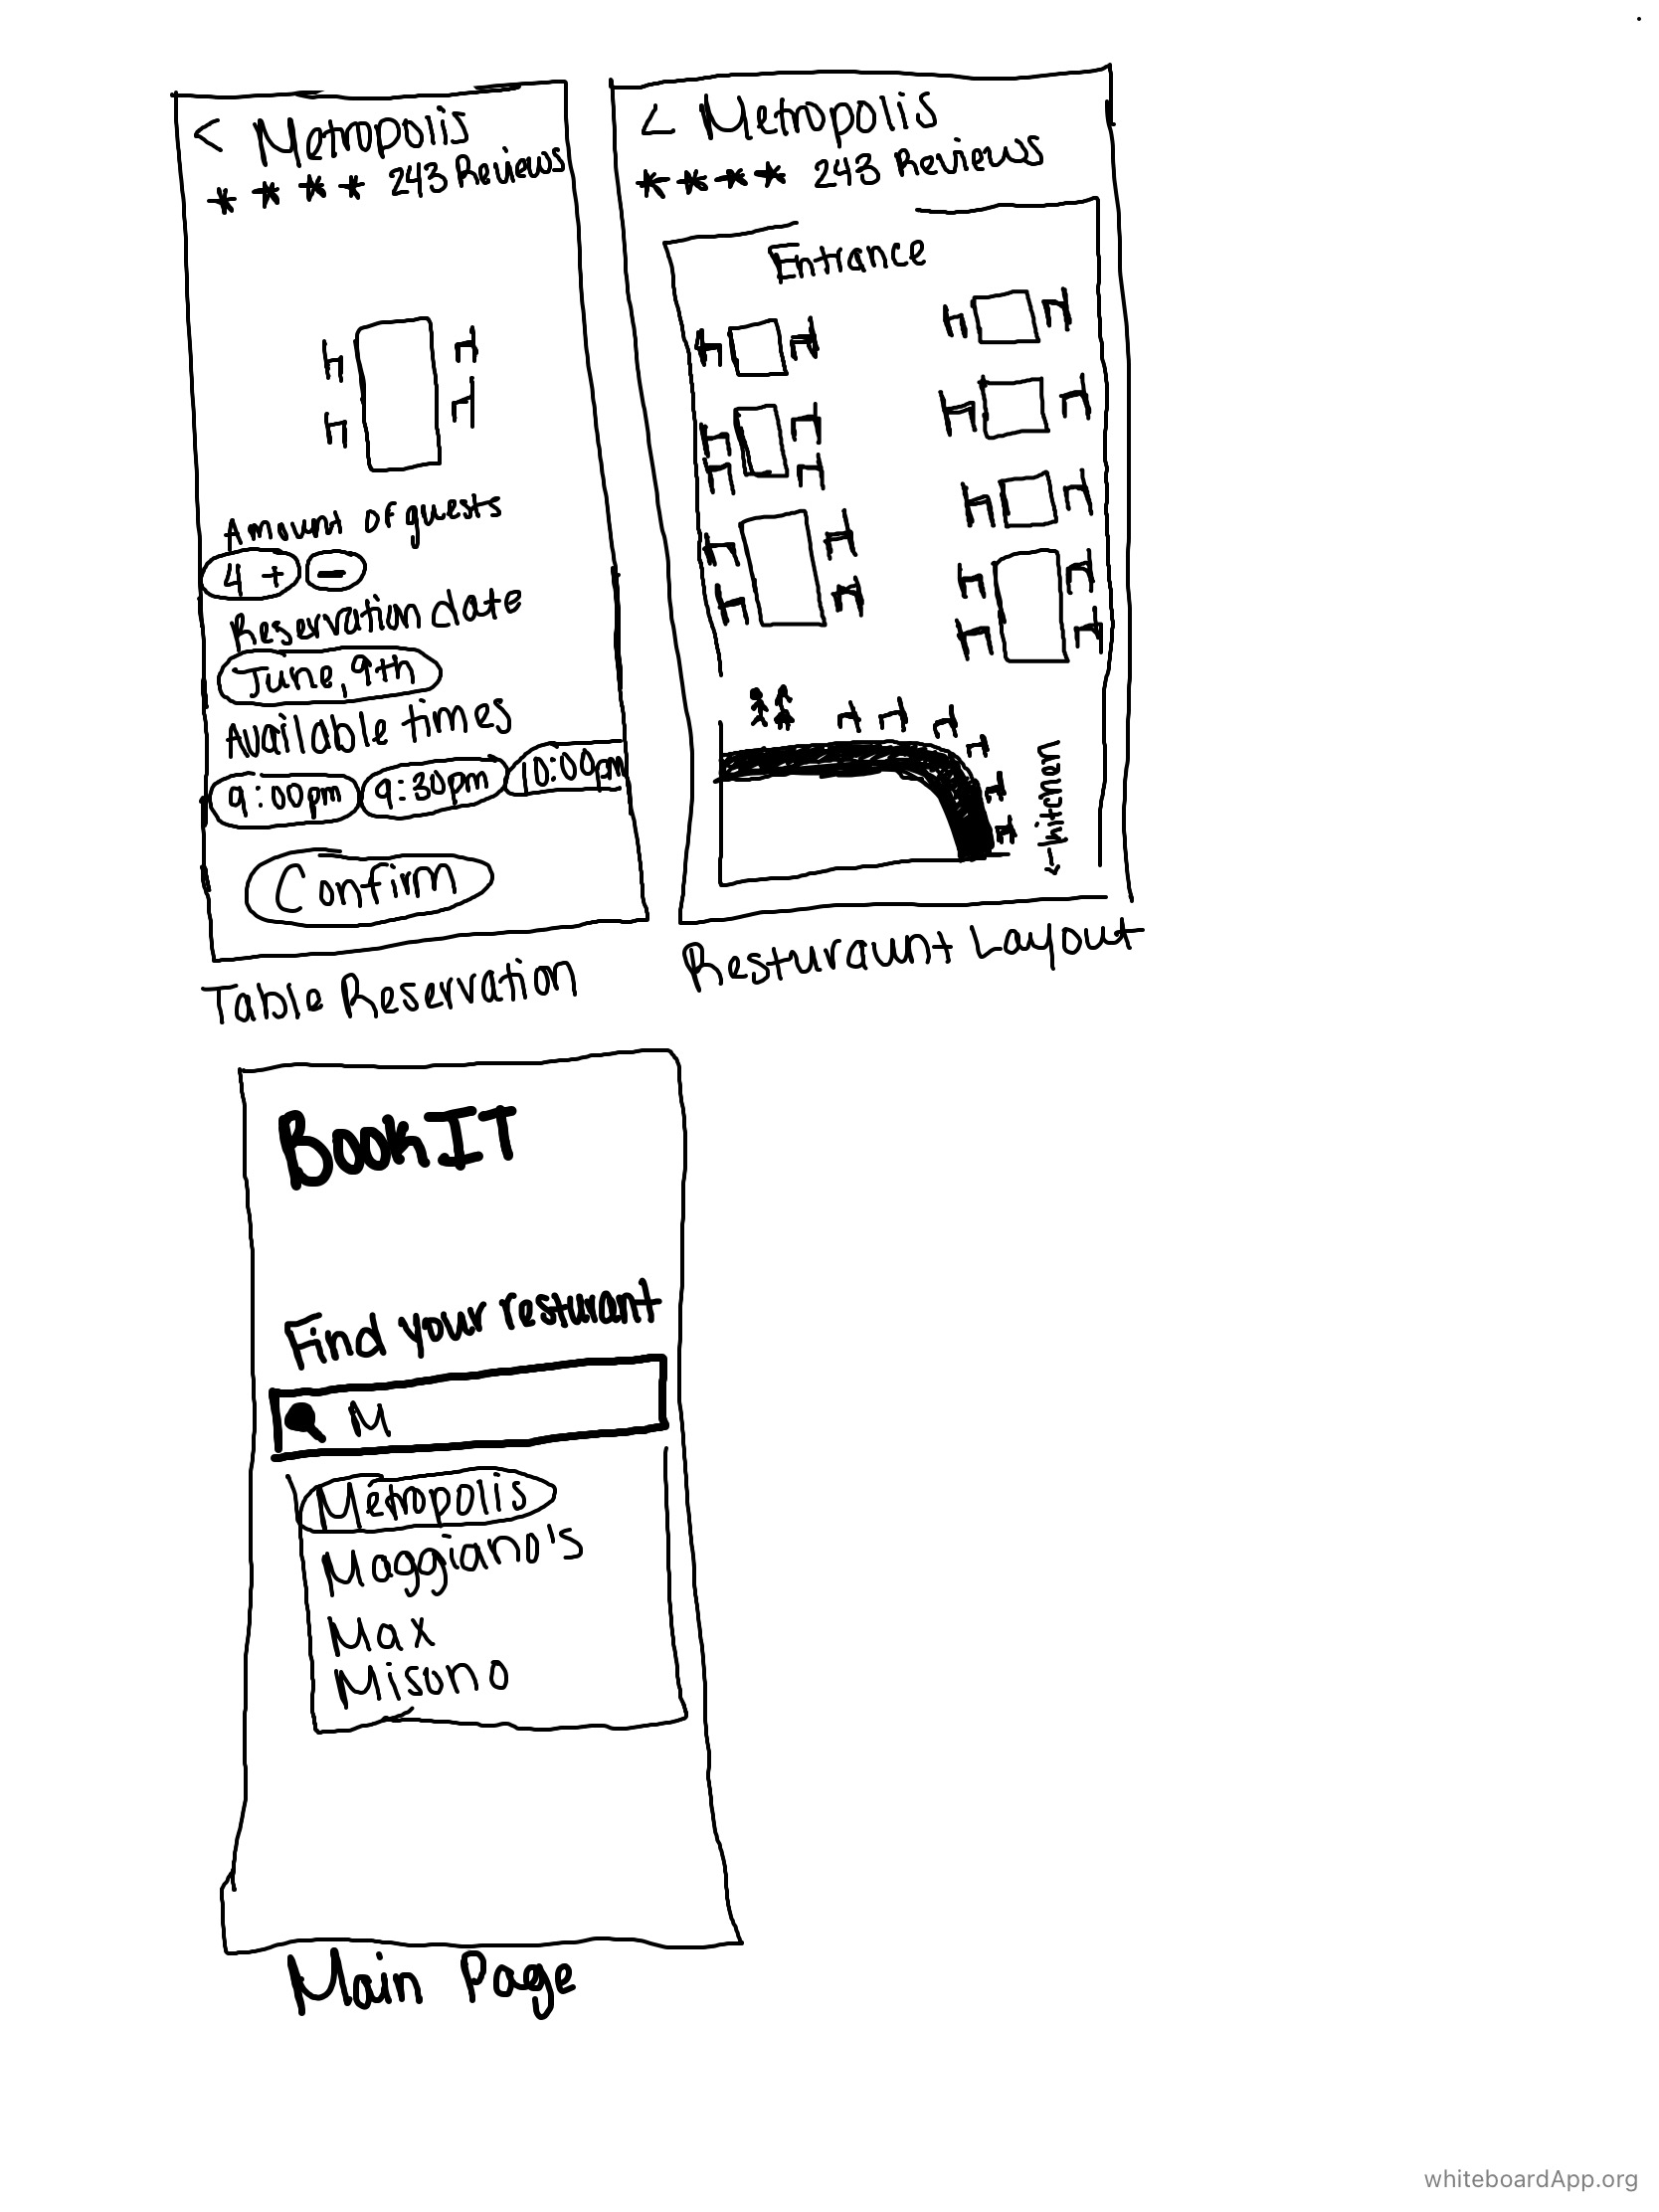 < Metropolis
**** 243 Reviews
Amount of guests
4 + -
Reservation date
June, 9th
Available times
9:00pm 9:30pm 10:00pm
Confirm
Table Reservation
< Metropolis
**** 243 Reviews
Entrance
←kitchen
Resturaunt Layout
BookIT
Find your resturant
M
Metropolis
Maggiano's
Max
Misono
Main Page
whiteboardApp.org